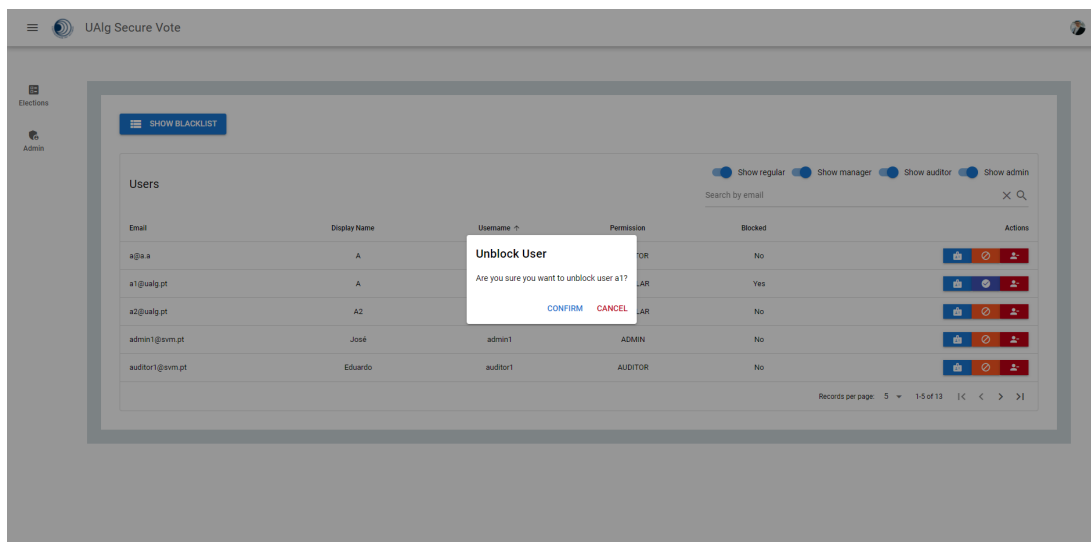 UAlg Secure Vote
Elections
Admin
SHOW BLACKLIST
Users
Show regular Show manager Show auditor Show admin
Search by email
Email Display Name Username Permission Blocked Actions
a@a.a A No
a1@ualg.pt A Yes
a2@ualg.pt A2 No
admin1@svm.pt José admin1 ADMIN No
auditor1@svm.pt Eduardo auditor1 AUDITOR No
Unblock User
Are you sure you want to unblock user a1?
CONFIRM CANCEL
Records per page: 5 1-5 of 13